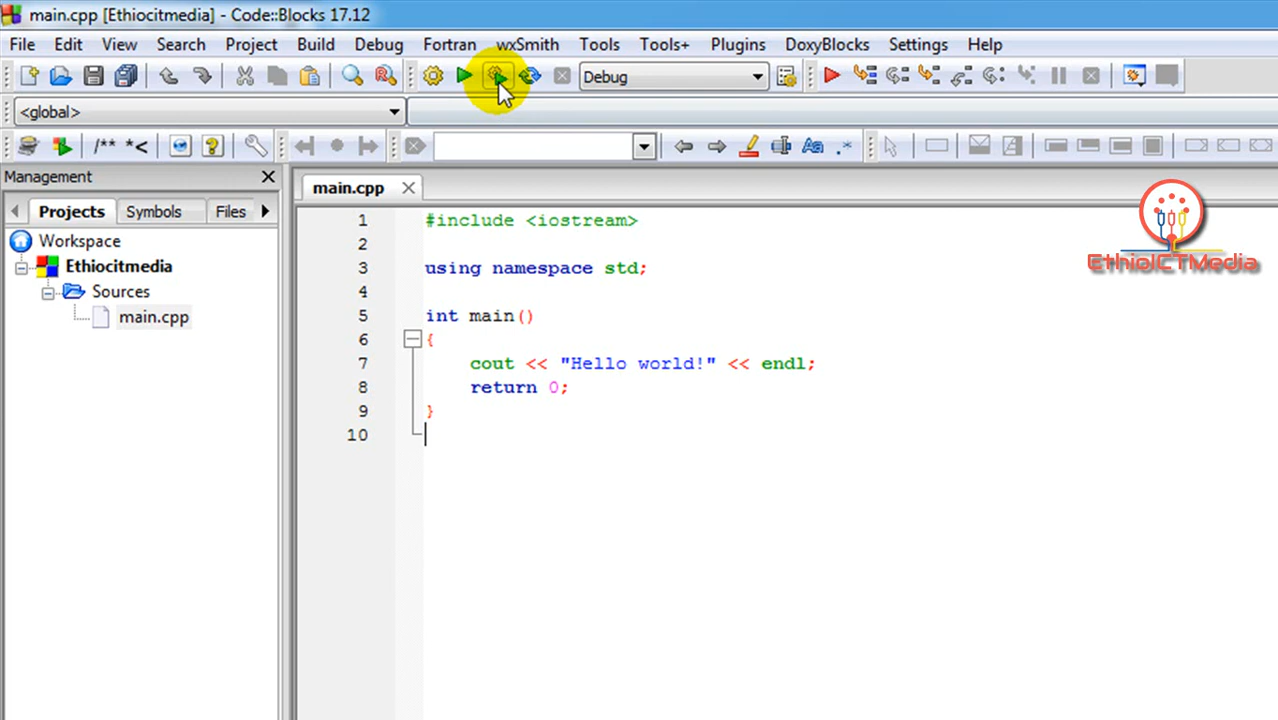 main.cpp [Ethiocitmedia] - Code::Blocks 17.12
File Edit View Search Project Build Debug Fortran wxSmith Tools Tools+ Plugins DoxyBlocks Settings Help
Debug
<global>
/** *< Aa .*
Management
main.cpp
Projects Symbols Files
Workspace
Ethiocitmedia
Sources
main.cpp
1 #include <iostream>
2
3 using namespace std;
4
5 int main()
6 {
7 cout << "Hello world!" << endl;
8 return 0;
9 }
10
EthioICTMedia